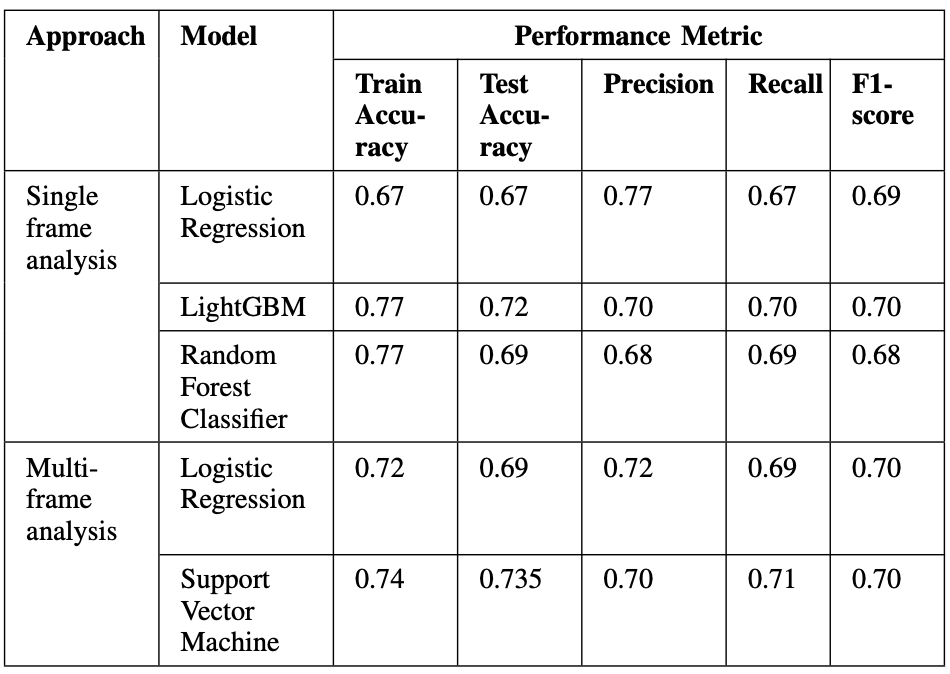 Approach Model Performance Metric
Train Accu-racy Test Accu-racy Precision Recall F1-score
Single frame analysis Logistic Regression 0.67 0.67 0.77 0.67 0.69
LightGBM 0.77 0.72 0.70 0.70 0.70
Random Forest Classifier 0.77 0.69 0.68 0.69 0.68
Multi-frame analysis Logistic Regression 0.72 0.69 0.72 0.69 0.70
Support Vector Machine 0.74 0.735 0.70 0.71 0.70